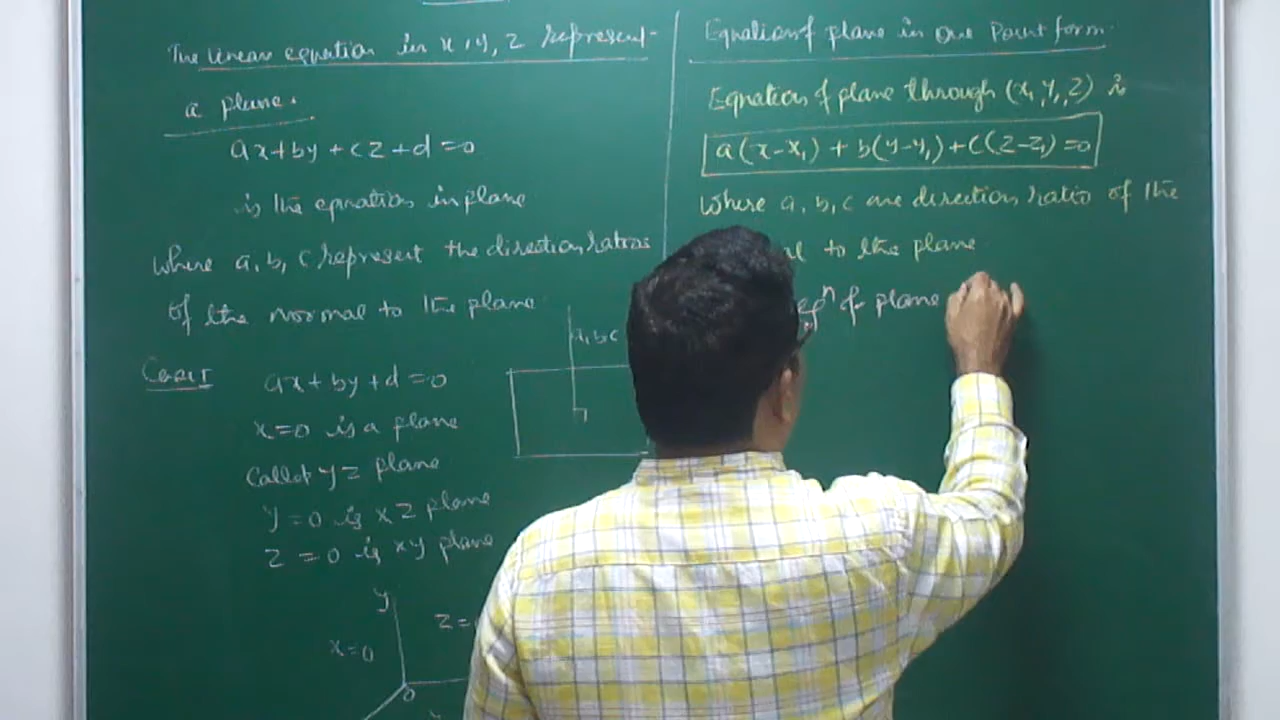 The linear equation in x, y, z represent
a plane.
ax+by+cz+d=0
is the equation in plane
Where a, b, c represent the direction ratios
of the normal to the plane
a, b, c
Case I
ax+by+d=0
x=0 is a plane
Called yz plane
y=0 is xz plane
z=0 is xy plane
y
z=
x=0
0
Equation of plane in One Point form
Equation of plane through (x₁,y₁,z) is
a(x-x₁)+b(y-y₁)+c(z-z₁)=0
Where a, b, c are direction ratio of the
al to the plane
eqⁿ of plane